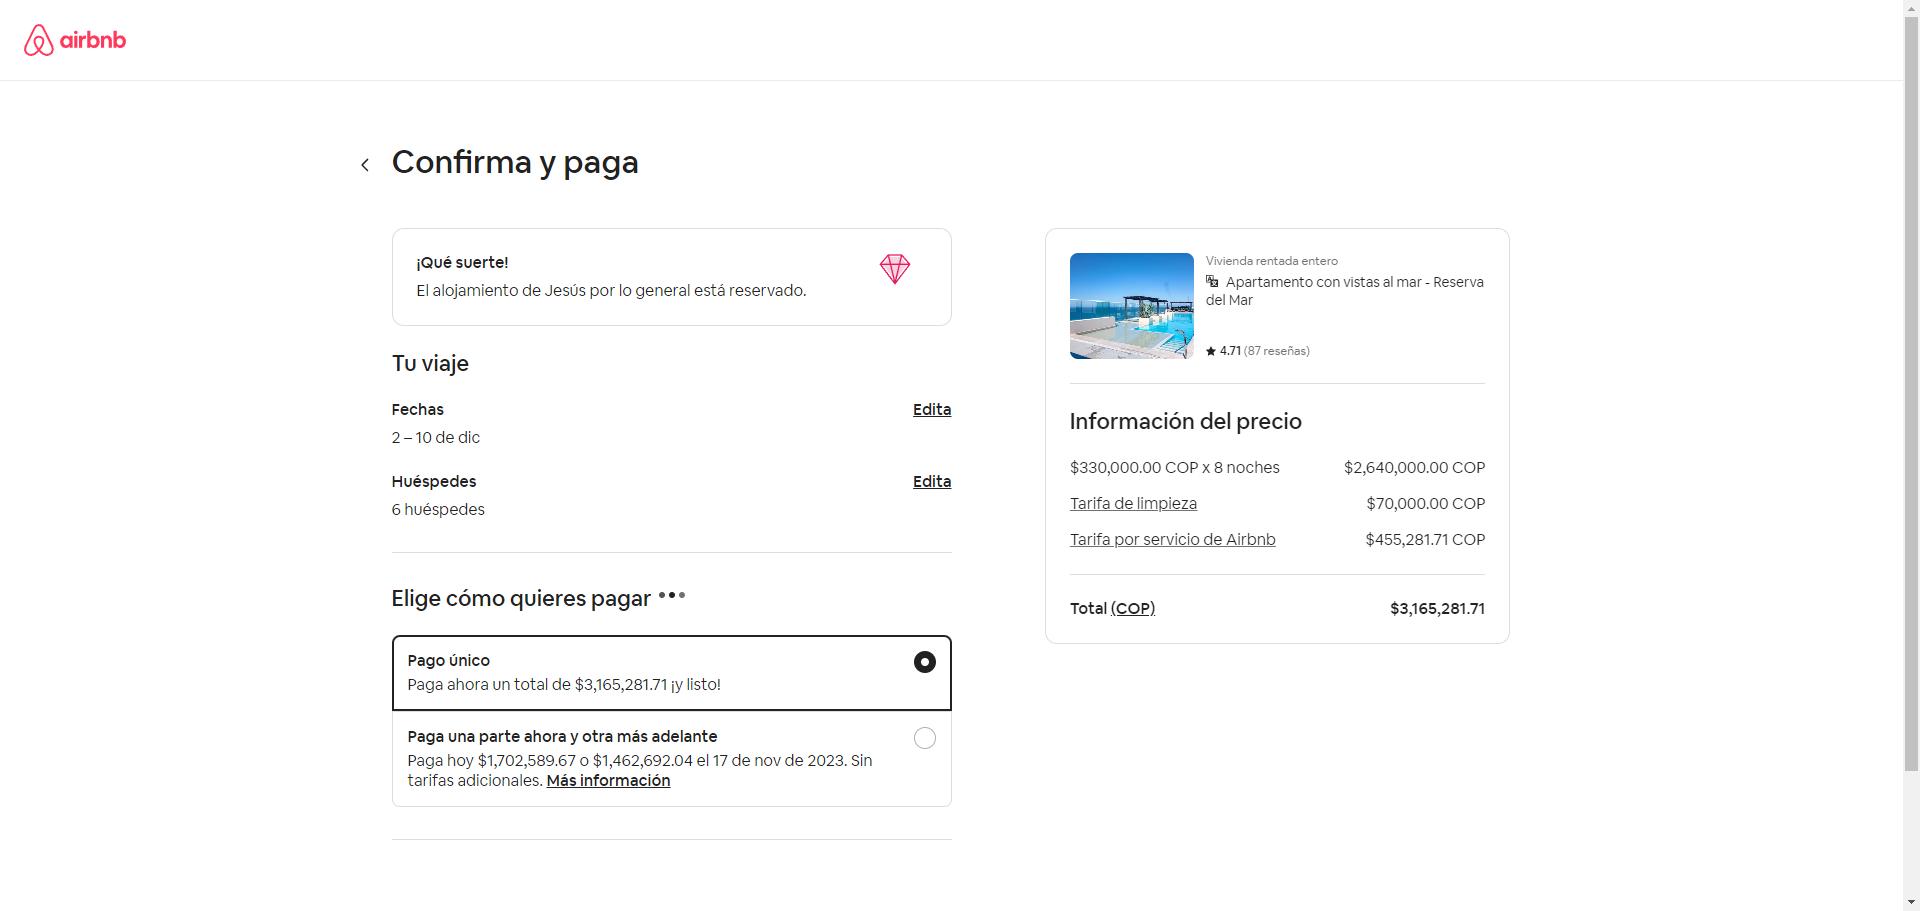 airbnb
Confirma y paga
¡Qué suerte!
El alojamiento de Jesús por lo general está reservado.
Tu viaje
Fechas
Edita
2 – 10 de dic
Huéspedes
Edita
6 huéspedes
Elige cómo quieres pagar
Pago único
Paga ahora un total de $3,165,281.71 ¡y listo!
Paga una parte ahora y otra más adelante
Paga hoy $1,702,589.67 o $1,462,692.04 el 17 de nov de 2023. Sin
tarifas adicionales. Más información
Vivienda rentada entero
Apartamento con vistas al mar - Reserva
del Mar
4.71 (87 reseñas)
Información del precio
$330,000.00 COP x 8 noches
$2,640,000.00 COP
Tarifa de limpieza
$70,000.00 COP
Tarifa por servicio de Airbnb
$455,281.71 COP
Total (COP)
$3,165,281.71